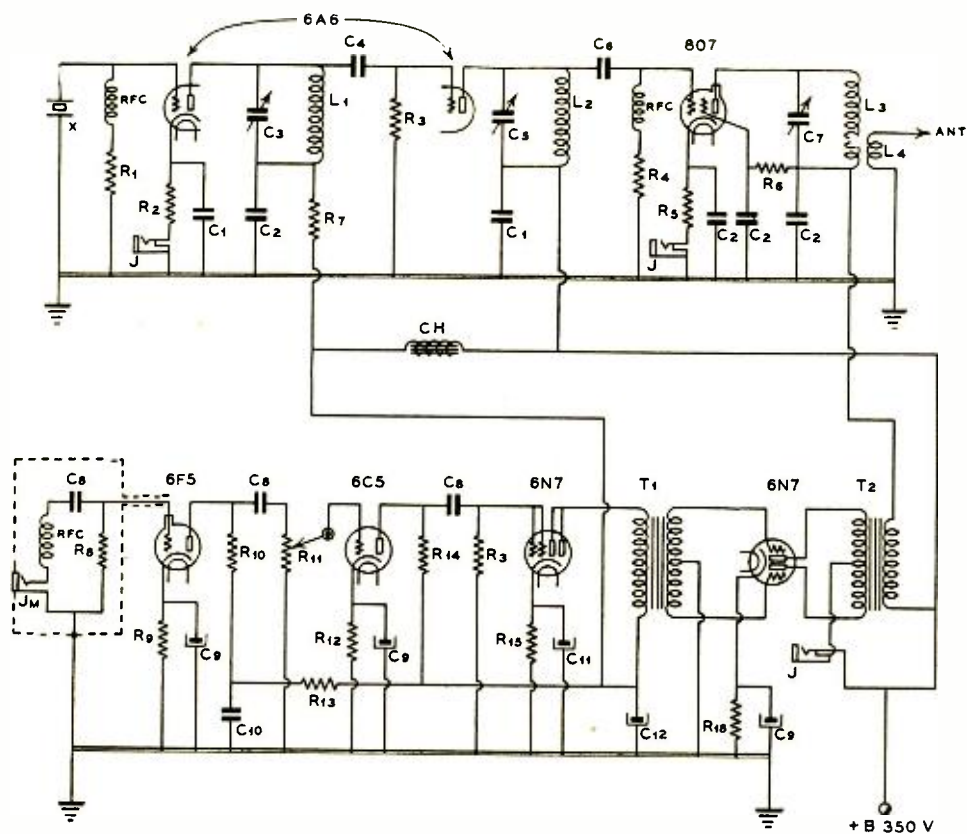 6A6
C4
C6
807
X
RFC
R1
R2
C1
J
C3
C2
L1
R7
R3
C5
C1
L2
RFC
R4
R5
J
C2
C2
R6
C7
C2
L3
L4
ANT
CH
C8
RFC
R8
JM
6F5
R9
C9
R10
C10
C8
R11
R13
6C5
R12
C9
R14
C8
R3
6N7
R15
C11
T1
C12
6N7
R18
C9
T2
J
+B 350 V